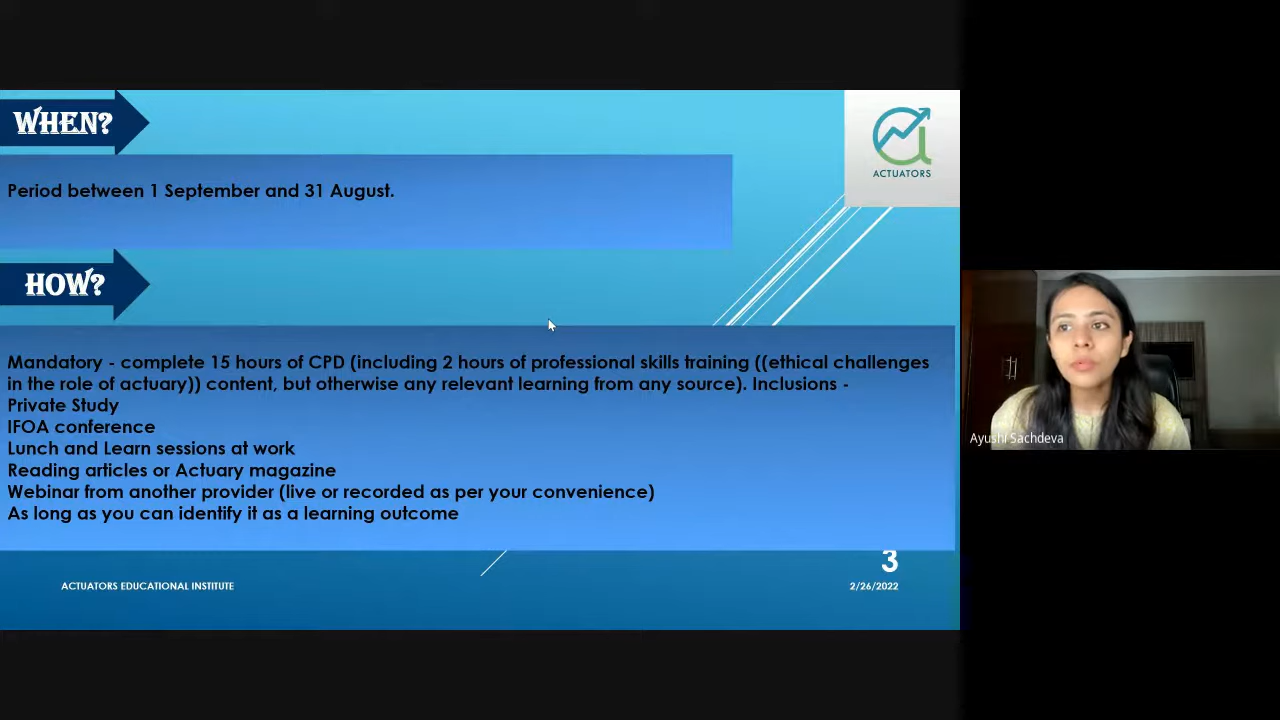 WHEN?
ACTUATORS
Period between 1 September and 31 August.
HOW?
Mandatory - complete 15 hours of CPD (including 2 hours of professional skills training ((ethical challenges
in the role of actuary)) content, but otherwise any relevant learning from any source). Inclusions -
Private Study
IFOA conference
Lunch and Learn sessions at work
Reading articles or Actuary magazine
Webinar from another provider (live or recorded as per your convenience)
As long as you can identify it as a learning outcome
Ayushi Sachdeva
3
ACTUATORS EDUCATIONAL INSTITUTE
2/26/2022